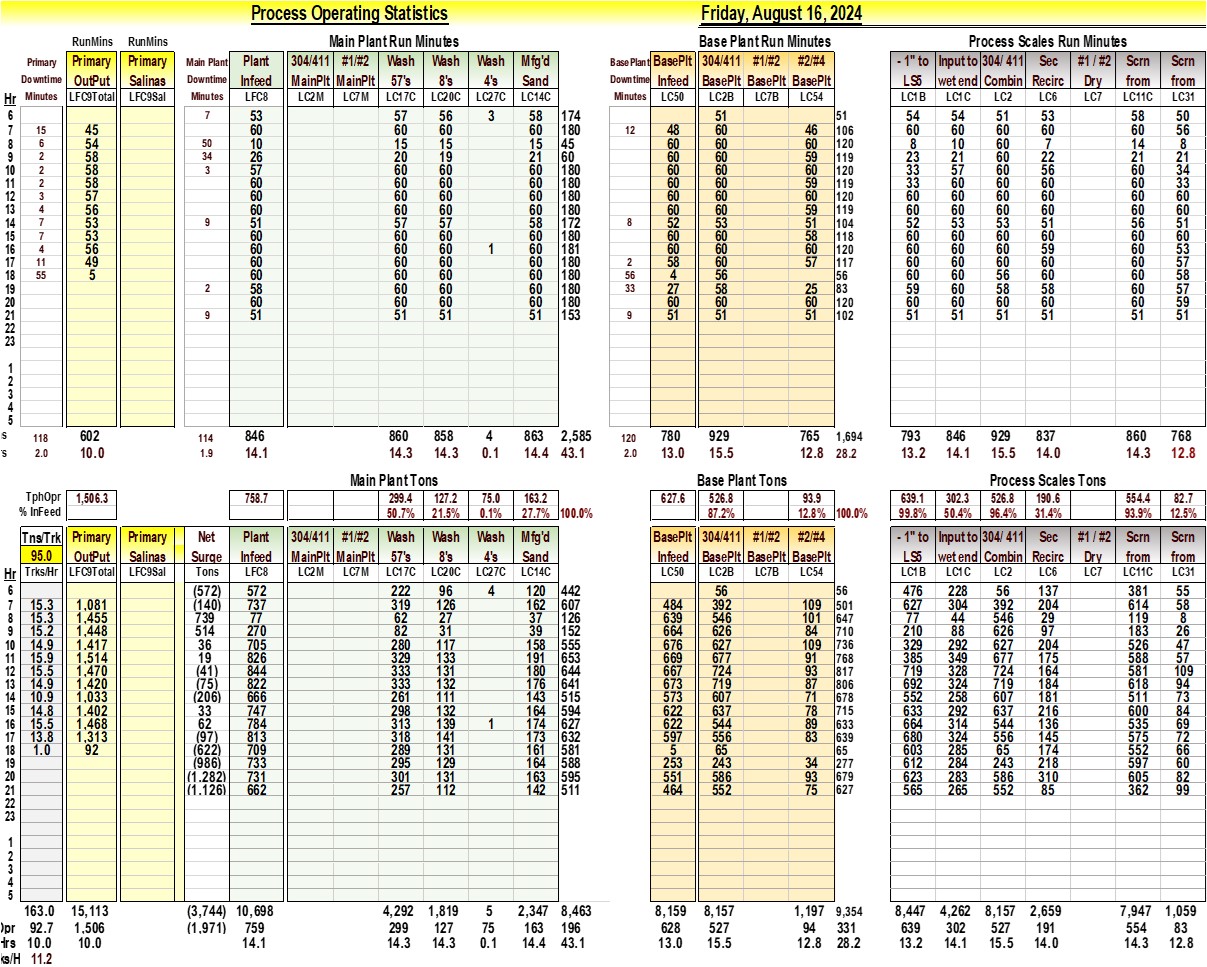 Process Operating Statistics Friday, August 16, 2024
RunMins RunMins Main Plant Run Minutes Base Plant Run Minutes Process Scales Run Minutes
Primary Primary Primary Main Plant Plant 304/411 #1/#2 Wash Wash Wash Mfg'd Base Plant BasePlt 304/411 #1/#2 #2/#4 - 1" to Input to 304/ 411 Sec #1 / #2 Scrn Scrn
Downtime OutPut Salinas Downtime Infeed MainPlt MainPlt 57's 8's 4's Sand Downtime Infeed BasePlt BasePlt BasePlt LS5 wet end Combin Recirc Dry from from
Hr Minutes LFC9Total LFC9Sal Minutes LFC8 LC2M LC7M LC17C LC20C LC27C LC14C Minutes LC50 LC2B LC7B LC54 LC1B LC1C LC2 LC6 LC7 LC11C LC31
6 7 53 57 56 3 58 174 51 51 54 54 51 53 58 50
7 15 45 60 60 60 60 180 12 48 60 46 106 60 60 60 60 60 56
8 6 54 50 10 15 15 15 45 60 60 60 120 8 10 60 7 14 8
9 2 58 34 26 20 19 21 60 60 60 59 119 23 21 60 22 21 21
10 2 58 3 57 60 60 60 180 60 60 60 120 33 57 60 56 60 34
11 2 58 60 60 60 60 180 60 60 59 119 33 60 60 60 60 33
12 3 57 60 60 60 60 180 60 60 60 120 60 60 60 60 60 60
13 4 56 60 60 60 60 180 60 60 59 119 60 60 60 60 60 60
14 7 53 9 51 57 57 58 172 8 52 53 51 104 52 53 53 51 56 51
15 7 53 60 60 60 60 180 60 60 58 118 60 60 60 60 60 60
16 4 56 60 60 60 1 60 181 60 60 60 120 60 60 60 59 60 53
17 11 49 60 60 60 60 180 2 58 60 57 117 60 60 60 60 60 57
18 55 5 60 60 60 60 180 56 4 56 56 60 60 56 60 60 58
19 2 58 60 60 60 180 33 27 58 25 83 59 60 58 58 60 57
20 60 60 60 60 180 60 60 60 120 60 60 60 60 60 59
21 9 51 51 51 51 153 9 51 51 51 102 51 51 51 51 51 51
22
23
1
2
3
4
5
s 118 602 114 846 860 858 4 863 2,585 120 780 929 765 1,694 793 846 929 837 860 768
's 2.0 10.0 1.9 14.1 14.3 14.3 0.1 14.4 43.1 2.0 13.0 15.5 12.8 28.2 13.2 14.1 15.5 14.0 14.3 12.8
Main Plant Tons Base Plant Tons Process Scales Tons
TphOpr 1,506.3 758.7 299.4 127.2 75.0 163.2 627.6 526.8 93.9 639.1 302.3 526.8 190.6 554.4 82.7
% InFeed 50.7% 21.5% 0.1% 27.7% 100.0% 87.2% 12.8% 100.0% 99.8% 50.4% 96.4% 31.4% 93.9% 12.5%
Tns/Trk Primary Primary Net Plant 304/411 #1/#2 Wash Wash Wash Mfg'd BasePlt 304/411 #1/#2 #2/#4 - 1" to Input to 304/ 411 Sec #1 / #2 Scrn Scrn
95.0 OutPut Salinas Surge Infeed MainPlt MainPlt 57's 8's 4's Sand Infeed BasePlt BasePlt BasePlt LS5 wet end Combin Recirc Dry from from
Hr Trks/Hr LFC9Total LFC9Sal Tons LFC8 LC2M LC7M LC17C LC20C LC27C LC14C LC50 LC2B LC7B LC54 LC1B LC1C LC2 LC6 LC7 LC11C LC31
6 (572) 572 222 96 4 120 442 56 56 476 228 56 137 381 55
7 15.3 1,081 (140) 737 319 126 162 607 484 392 109 501 627 304 392 204 614 58
8 15.3 1,455 739 77 62 27 37 126 639 546 101 647 77 44 546 29 119 8
9 15.2 1,448 514 270 82 31 39 152 664 626 84 710 210 88 626 97 183 26
10 14.9 1,417 36 705 280 117 158 555 676 627 109 736 329 292 627 204 526 47
11 15.9 1,514 19 826 329 133 191 653 669 677 91 768 385 349 677 175 588 57
12 15.5 1,470 (41) 844 333 131 180 644 667 724 93 817 719 328 724 164 581 109
13 14.9 1,420 (75) 822 333 132 176 641 673 719 87 806 692 324 719 184 618 94
14 10.9 1,033 (206) 666 261 111 143 515 573 607 71 678 552 258 607 181 511 73
15 14.8 1,402 33 747 298 132 164 594 622 637 78 715 633 292 637 216 600 84
16 15.5 1,468 62 784 313 139 1 174 627 622 544 89 633 664 314 544 136 535 69
17 13.8 1,313 (97) 813 318 141 173 632 597 556 83 639 680 324 556 145 575 72
18 1.0 92 (622) 709 289 131 161 581 5 65 65 603 285 65 174 552 66
19 (986) 733 295 129 164 588 253 243 34 277 612 284 243 218 597 60
20 (1,282) 731 301 131 163 595 551 586 93 679 623 283 586 310 605 82
21 (1,126) 662 257 112 142 511 464 552 75 627 565 265 552 85 362 99
22
23
1
2
3
4
5
163.0 15,113 (3,744) 10,698 4,292 1,819 5 2,347 8,463 8,159 8,157 1,197 9,354 8,447 4,262 8,157 2,659 7,947 1,059
Opr 92.7 1,506 (1,971) 759 299 127 75 163 196 628 527 94 331 639 302 527 191 554 83
Hrs 10.0 10.0 14.1 14.3 14.3 0.1 14.4 43.1 13.0 15.5 12.8 28.2 13.2 14.1 15.5 14.0 14.3 12.8
ks/H 11.2